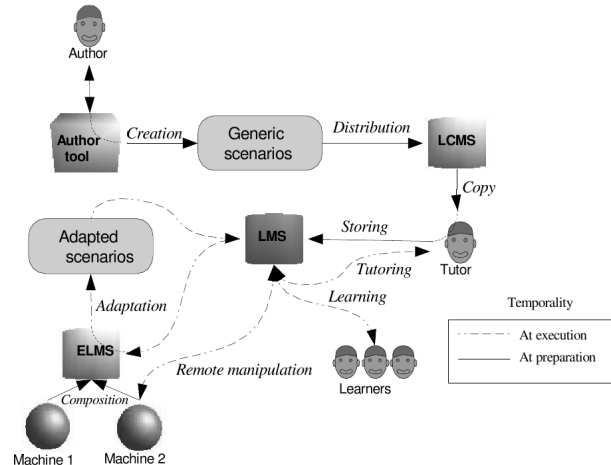 Author
Author
tool
Creation
Generic
scenarios
Distribution
LCMS
Copy
Adapted
scenarios
LMS
Storing
Tutoring
Tutor
Adaptation
Learning
Temporality
At execution
At preparation
ELMS
Remote manipulation
Learners
Composition
Machine 1
Machine 2